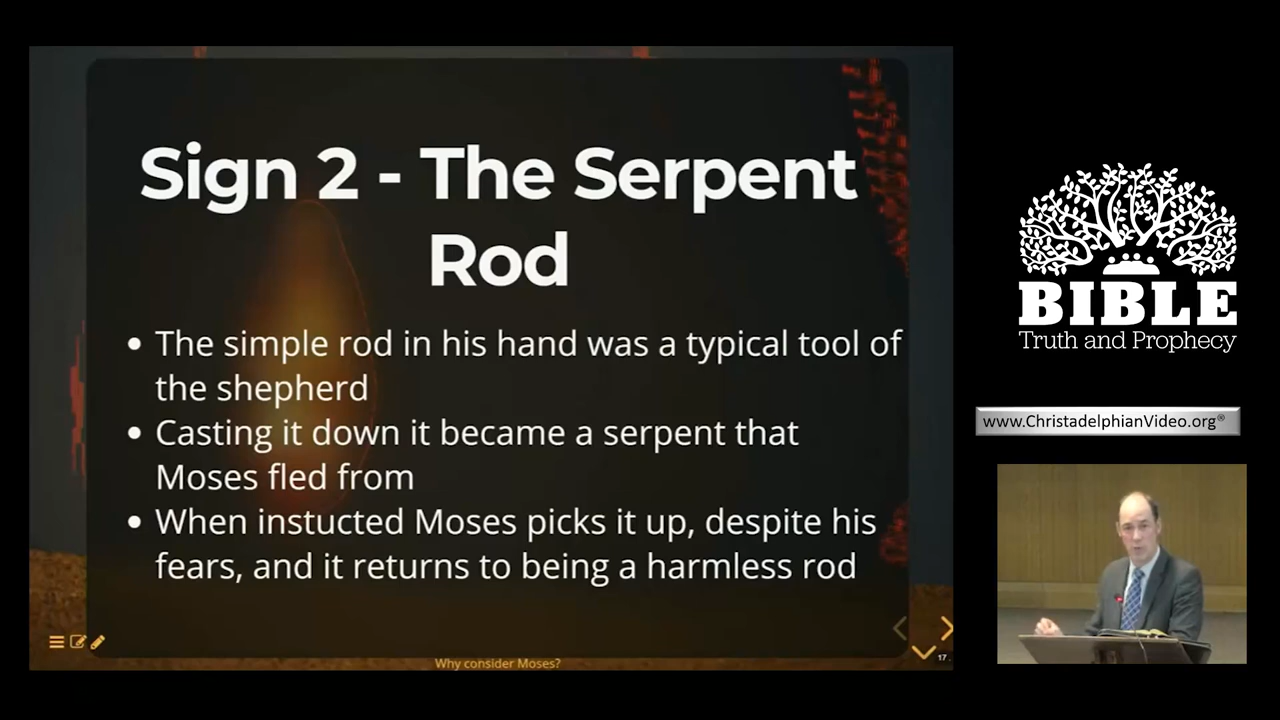 Sign 2 - The Serpent
Rod
• The simple rod in his hand was a typical tool of
the shepherd
• Casting it down it became a serpent that
Moses fled from
• When instucted Moses picks it up, despite his
fears, and it returns to being a harmless rod
Why consider Moses?
17
BIBLE
Truth and Prophecy
www.ChristadelphianVideo.org®